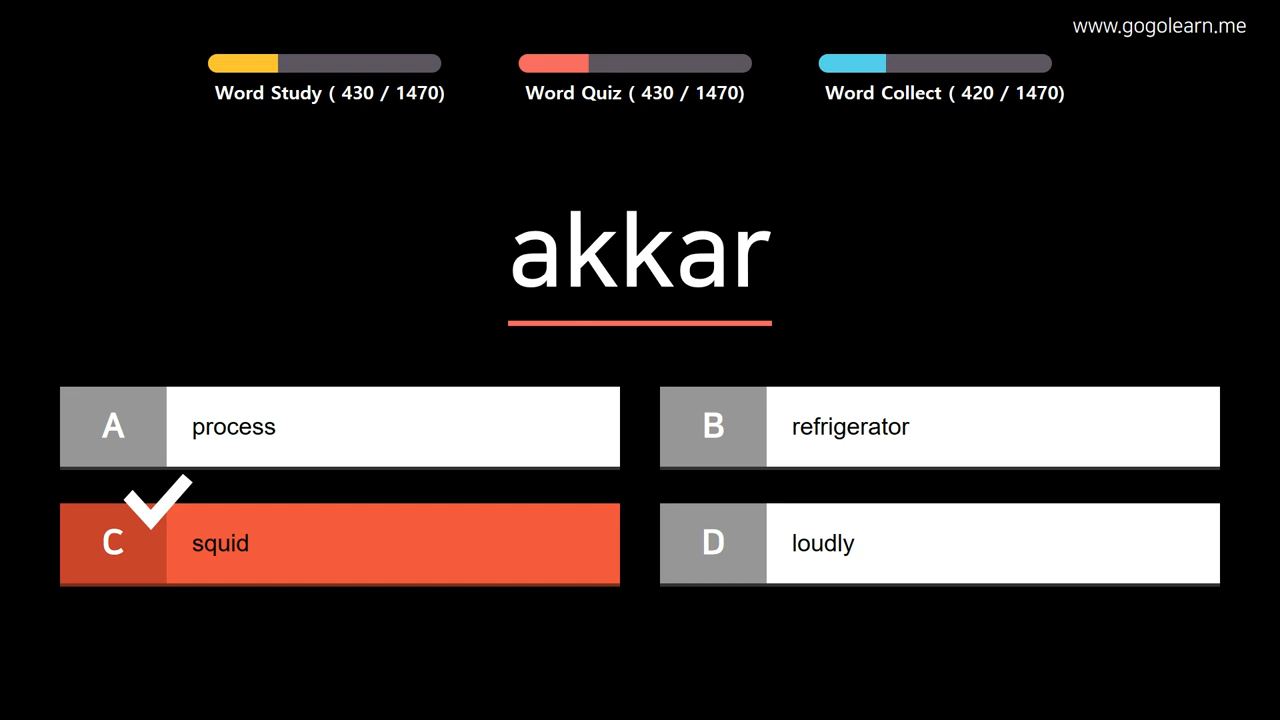 www.gogolearn.me
Word Study ( 430 / 1470)
Word Quiz ( 430 / 1470)
Word Collect ( 420 / 1470)
akkar
A process
B refrigerator
C squid
D loudly